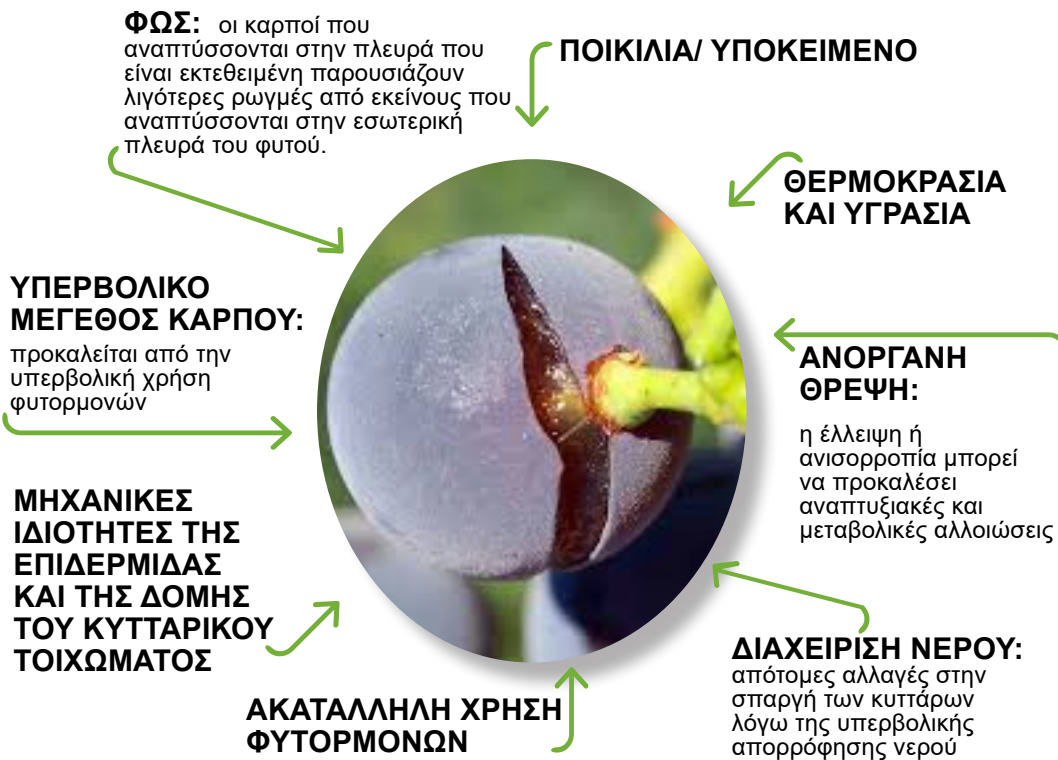 ΦΩΣ: οι καρποί που
αναπτύσσονται στην πλευρά που
είναι εκτεθειμένη παρουσιάζουν
λιγότερες ρωγμές από εκείνους που
αναπτύσσονται στην εσωτερική
πλευρά του φυτού.
ΠΟΙΚΙΛΙΑ/ ΥΠΟΚΕΙΜΕΝΟ
ΘΕΡΜΟΚΡΑΣΙΑ
ΚΑΙ ΥΓΡΑΣΙΑ
ΥΠΕΡΒΟΛΙΚΟ
ΜΕΓΕΘΟΣ ΚΑΡΠΟΥ:
προκαλείται από την
υπερβολική χρήση
φυτορμονών
ΑΝΟΡΓΑΝΗ
ΘΡΕΨΗ:
η έλλειψη ή
ανισορροπία μπορεί
να προκαλέσει
αναπτυξιακές και
μεταβολικές αλλοιώσεις
ΜΗΧΑΝΙΚΕΣ
ΙΔΙΟΤΗΤΕΣ ΤΗΣ
ΕΠΙΔΕΡΜΙΔΑΣ
ΚΑΙ ΤΗΣ ΔΟΜΗΣ
ΤΟΥ ΚΥΤΤΑΡΙΚΟΥ
ΤΟΙΧΩΜΑΤΟΣ
ΔΙΑΧΕΙΡΙΣΗ ΝΕΡΟΥ:
απότομες αλλαγές στην
σπαργή των κυττάρων
λόγω της υπερβολικής
απορρόφησης νερού
ΑΚΑΤΑΛΛΗΛΗ ΧΡΗΣΗ
ΦΥΤΟΡΜΟΝΩΝ